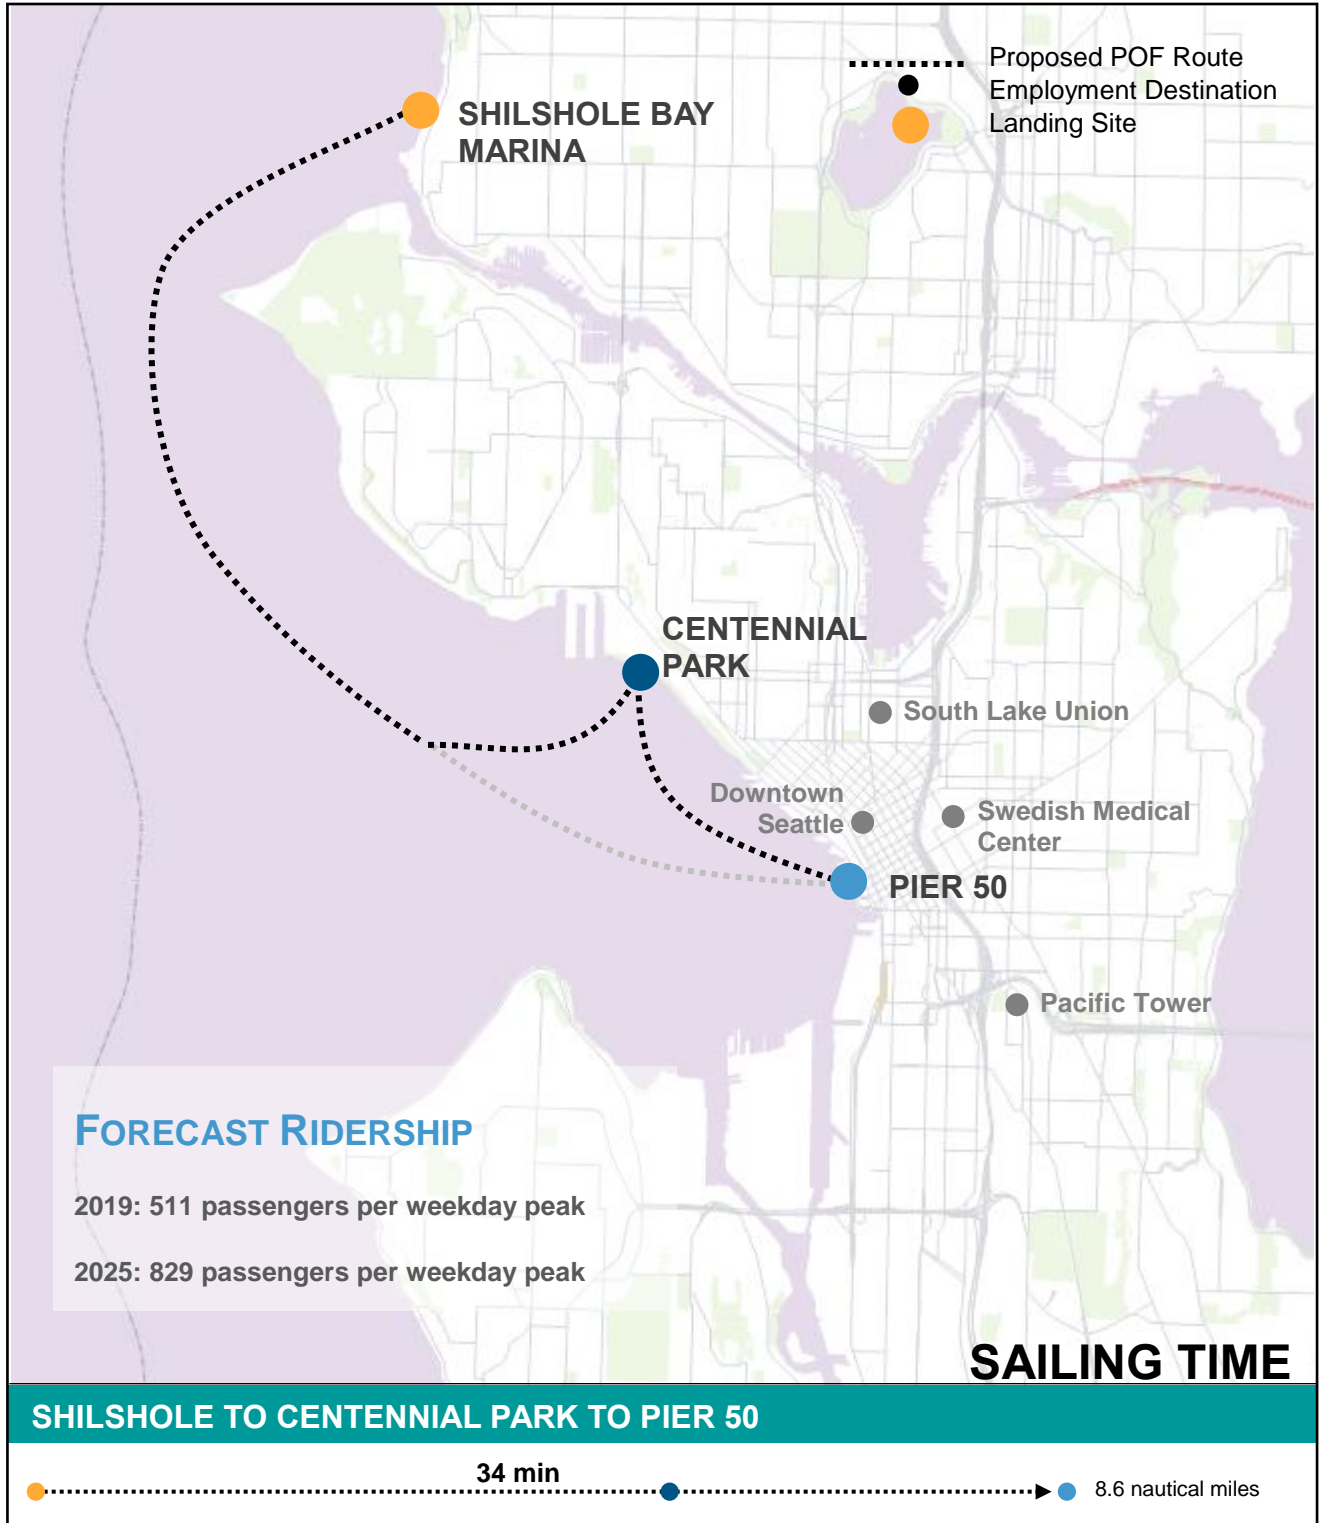 Proposed POF Route
Employment Destination
Landing Site
SHILSHOLE BAY
MARINA
CENTENNIAL
PARK
South Lake Union
Downtown
Seattle
Swedish Medical
Center
PIER 50
Pacific Tower
FORECAST RIDERSHIP
2019: 511 passengers per weekday peak
2025: 829 passengers per weekday peak
SAILING TIME
SHILSHOLE TO CENTENNIAL PARK TO PIER 50
34 min
8.6 nautical miles